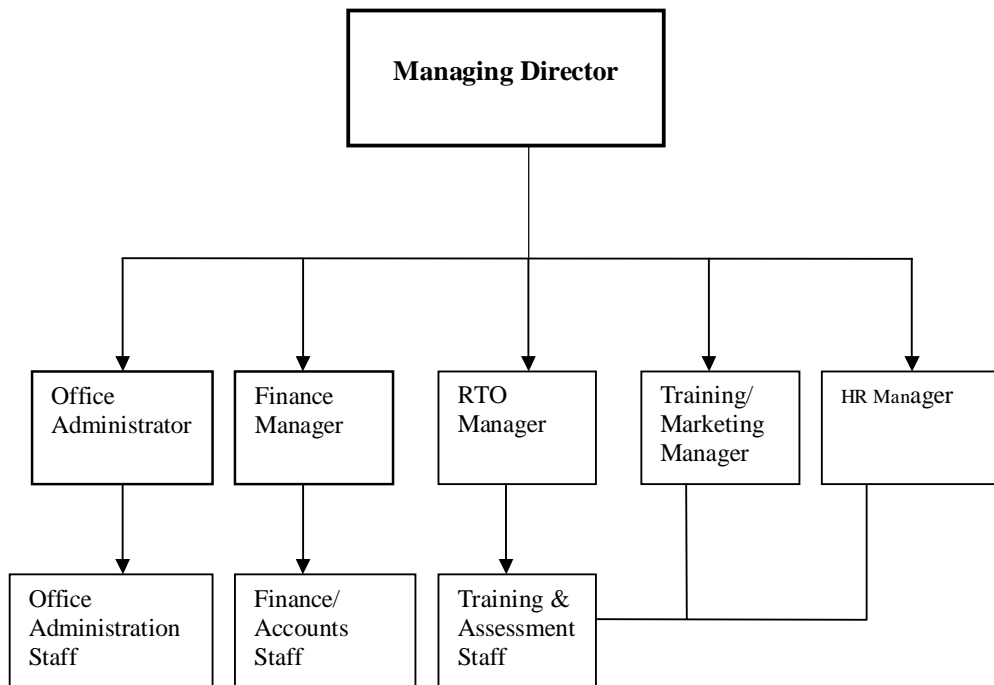 Managing Director
Office
Administrator
Finance
Manager
RTO
Manager
Training/
Marketing
Manager
HR Manager
Office
Administration
Staff
Finance/
Accounts
Staff
Training &
Assessment
Staff